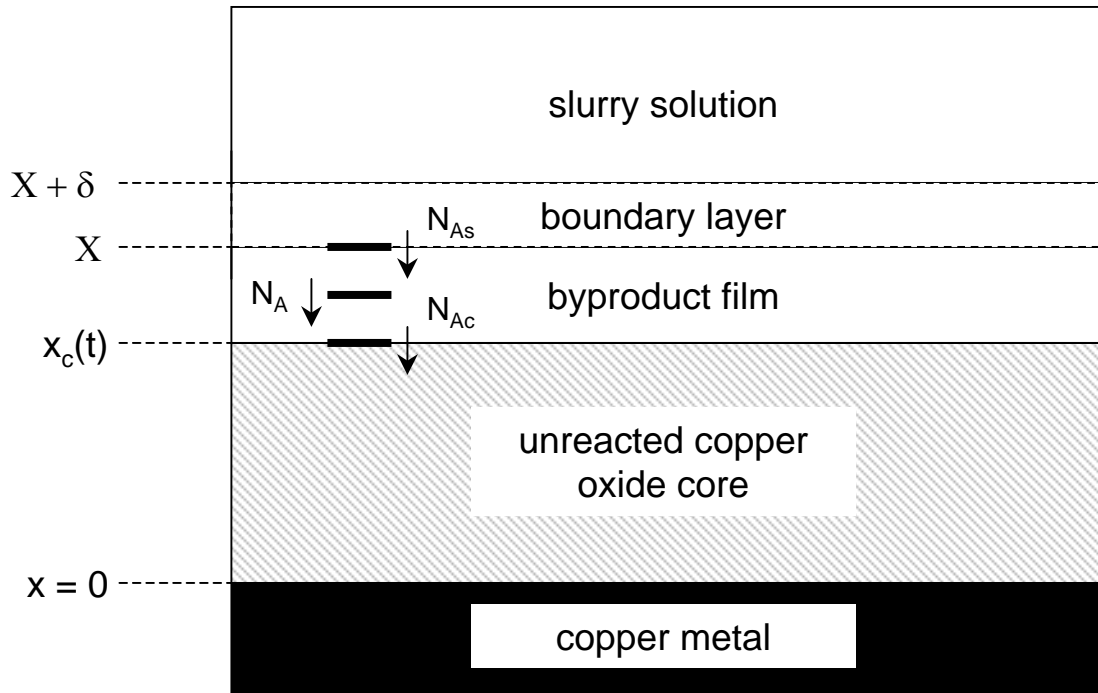 slurry solution
X + δ
boundary layer
N_As
X
N_A
byproduct film
N_Ac
x_c(t)
unreacted copper
oxide core
x = 0
copper metal